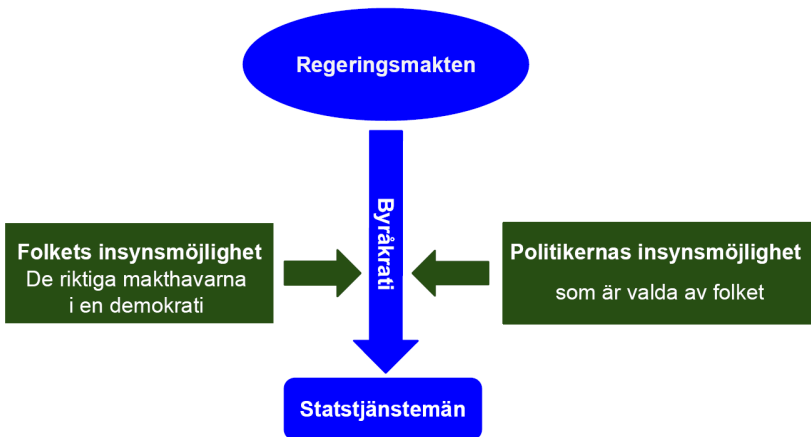 Regeringsmakten
Byråkrati
Folkets insynsmöjlighet
De riktiga makthavarna
i en demokrati
Politikernas insynsmöjlighet
som är valda av folket
Statstjänstemän